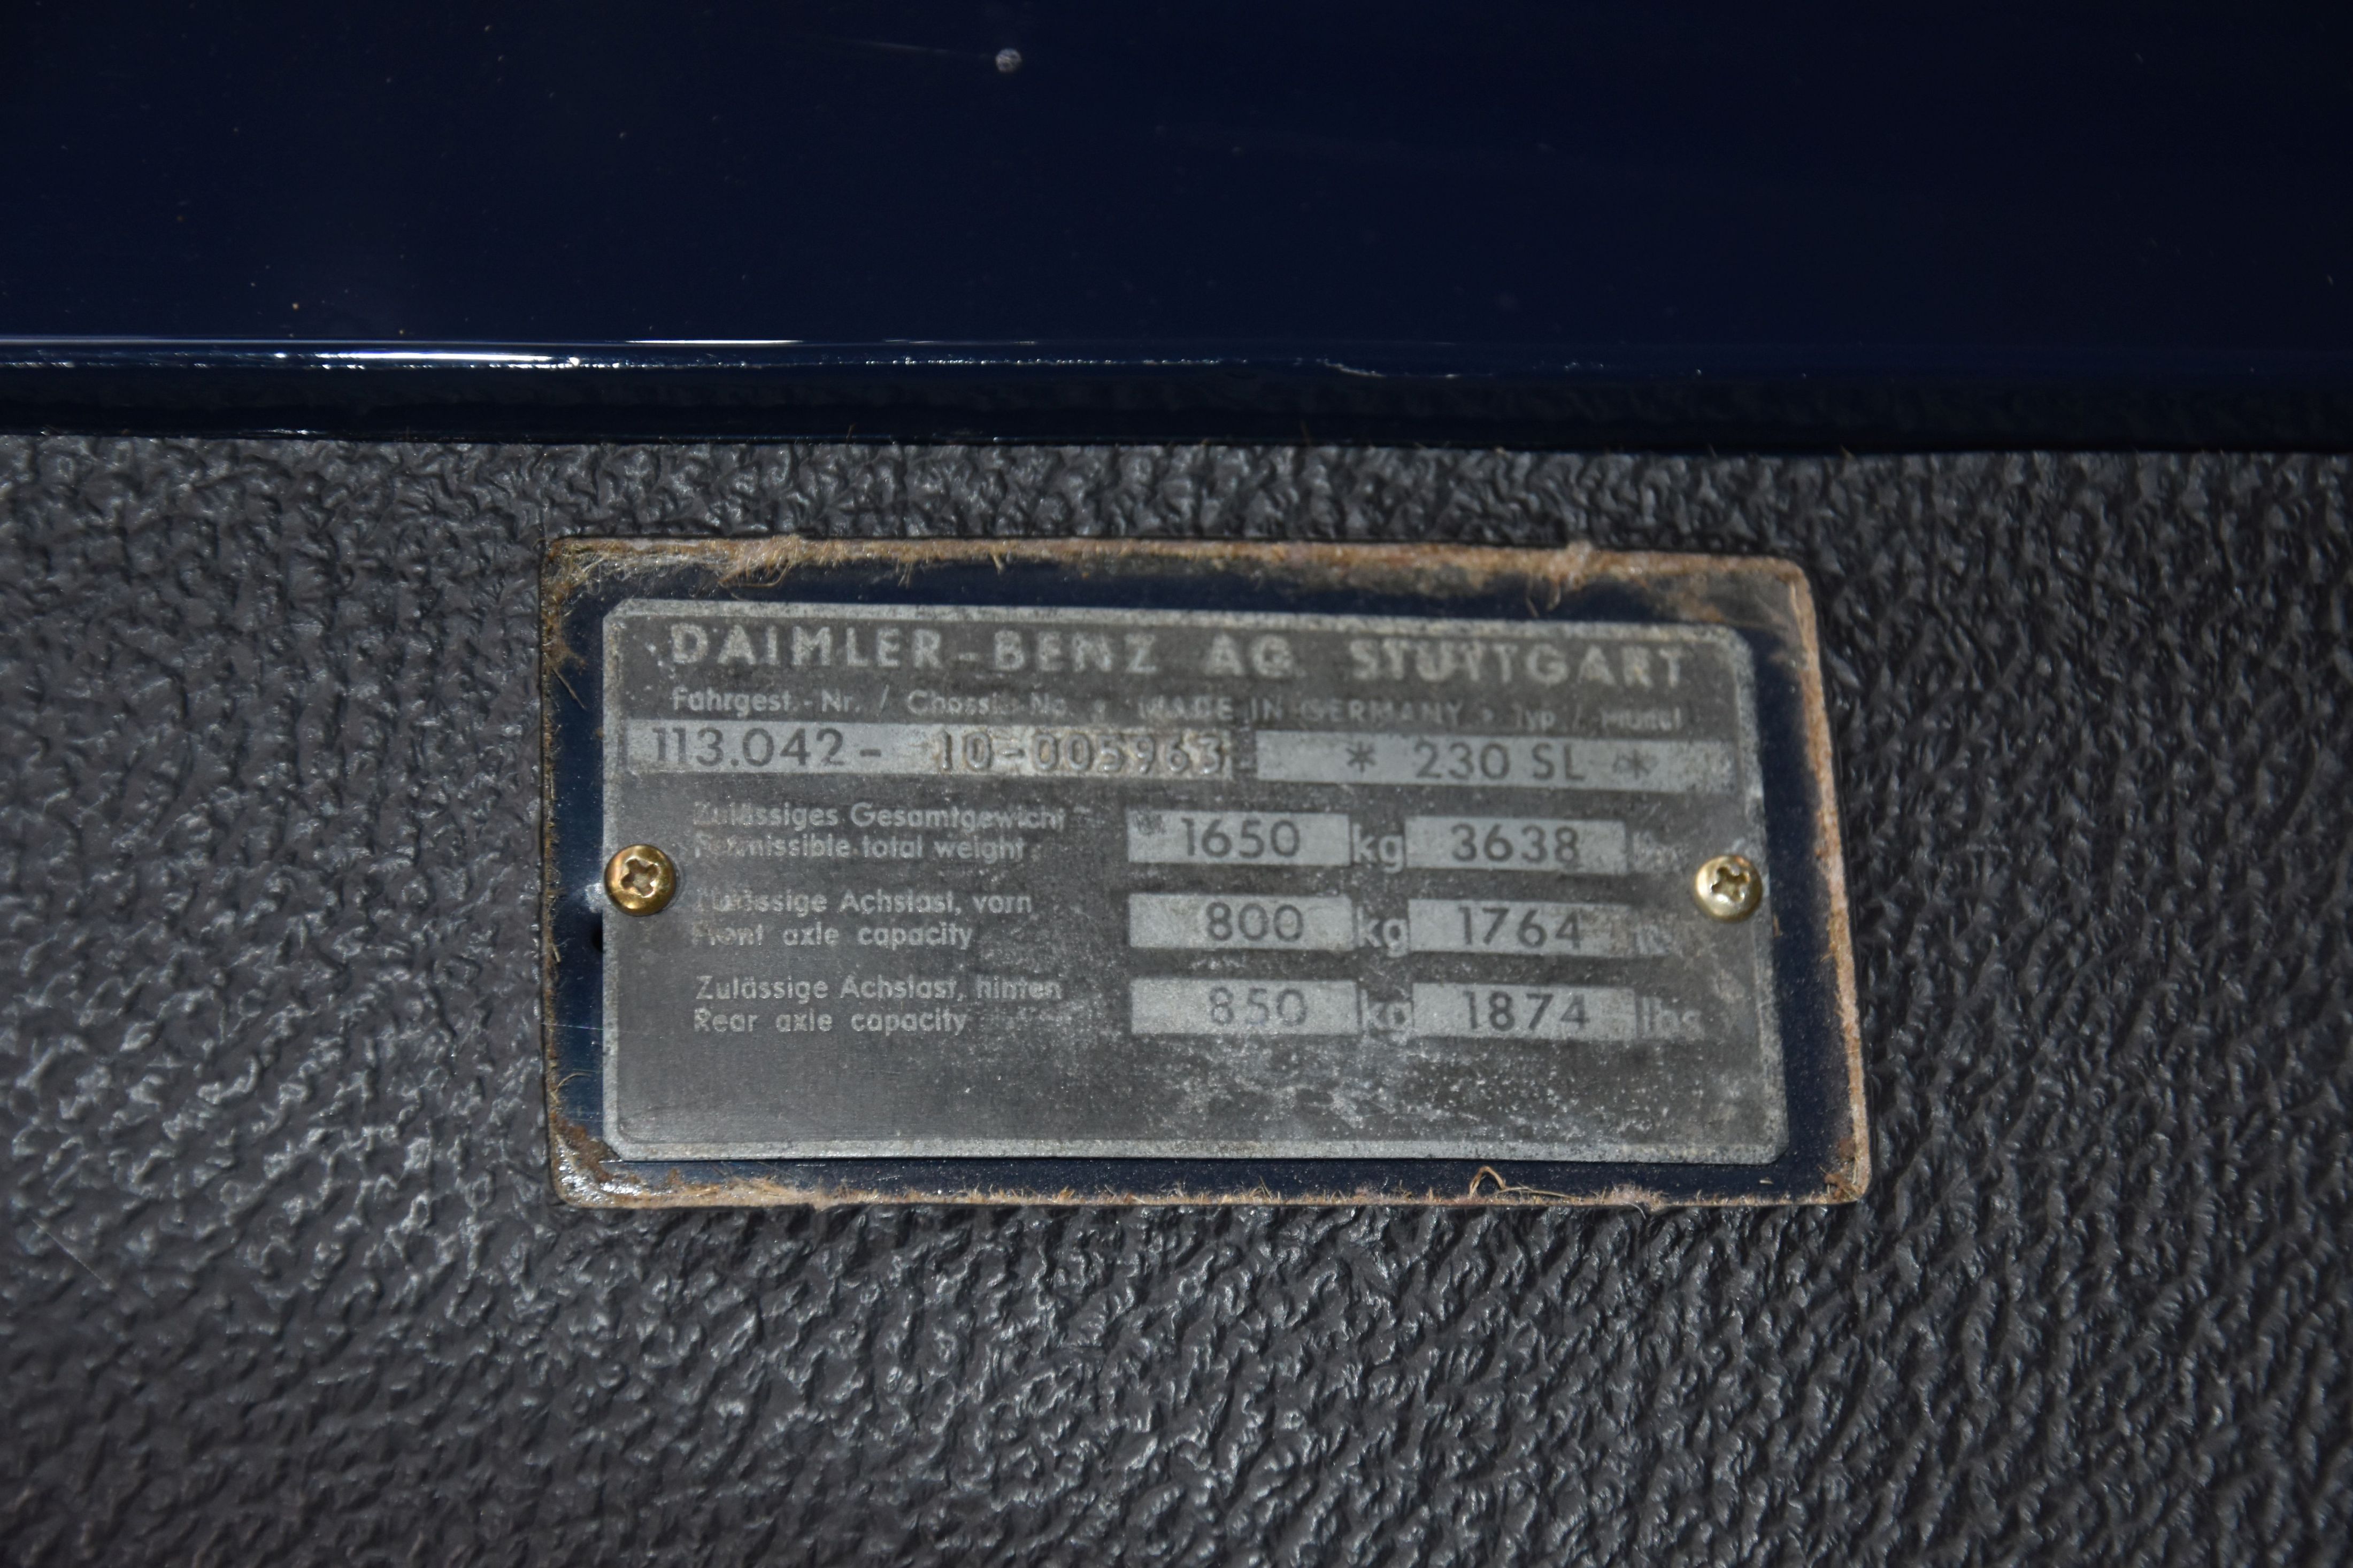 DAIMLER-BENZ AG. STUTTGART
Fahrgest.-Nr. / Chassis No. • MADE IN GERMANY • Typ / Model
113.042- 10-005963 * 230 SL *
Zulässiges Gesamtgewicht
Permissible total weight 1650 kg 3638 lbs
Zulässige Achslast, vorn
Front axle capacity 800 kg 1764 lbs
Zulässige Achslast, hinten
Rear axle capacity 850 kg 1874 lbs